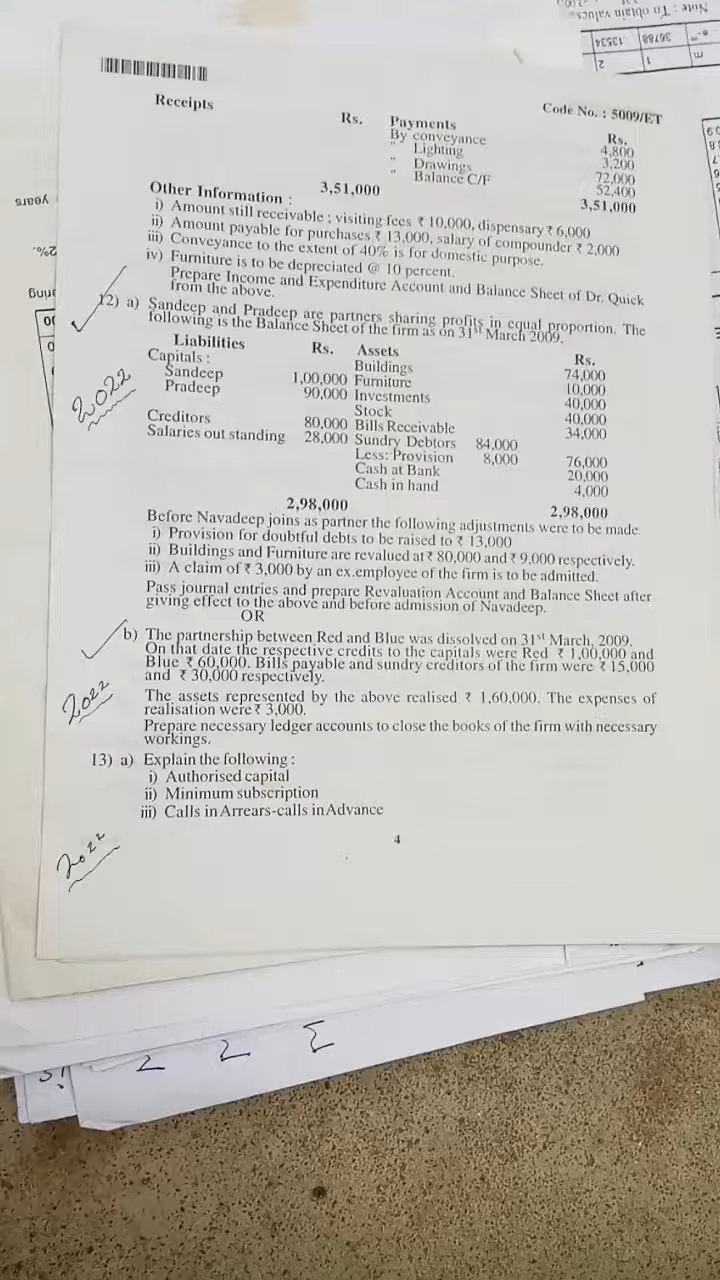 Note : To obtain values
m 1 2
e⁻ᵐ 36788 13534
Code No. : 5009/ET
Receipts Rs. Payments Rs.
By conveyance 4,800
" Lighting 3,200
" Drawings 72,000
" Balance C/F 52,400
3,51,000 3,51,000
Other Information :
i) Amount still receivable ; visiting fees ₹ 10,000, dispensary ₹ 6,000
ii) Amount payable for purchases ₹ 13,000, salary of compounder ₹ 2,000
iii) Conveyance to the extent of 40% is for domestic purpose.
iv) Furniture is to be depreciated @ 10 percent.
Prepare Income and Expenditure Account and Balance Sheet of Dr. Quick
from the above.
12) a) Sandeep and Pradeep are partners sharing profits in equal proportion. The
following is the Balance Sheet of the firm as on 31st March 2009.
Liabilities Rs. Assets Rs.
Capitals : Buildings 74,000
Sandeep 1,00,000 Furniture 10,000
Pradeep 90,000 Investments 40,000
Stock 40,000
Creditors 80,000 Bills Receivable 34,000
Salaries out standing 28,000 Sundry Debtors 84,000
Less: Provision 8,000 76,000
Cash at Bank 20,000
Cash in hand 4,000
2,98,000 2,98,000
2022
Before Navadeep joins as partner the following adjustments were to be made.
i) Provision for doubtful debts to be raised to ₹ 13,000
ii) Buildings and Furniture are revalued at ₹ 80,000 and ₹ 9,000 respectively.
iii) A claim of ₹ 3,000 by an ex.employee of the firm is to be admitted.
Pass journal entries and prepare Revaluation Account and Balance Sheet after
giving effect to the above and before admission of Navadeep.
OR
b) The partnership between Red and Blue was dissolved on 31st March, 2009.
On that date the respective credits to the capitals were Red ₹ 1,00,000 and
Blue ₹ 60,000. Bills payable and sundry creditors of the firm were ₹ 15,000
and ₹ 30,000 respectively.
2022
The assets represented by the above realised ₹ 1,60,000. The expenses of
realisation were ₹ 3,000.
Prepare necessary ledger accounts to close the books of the firm with necessary
workings.
13) a) Explain the following :
i) Authorised capital
ii) Minimum subscription
iii) Calls in Arrears-calls in Advance
2022
4
years
2%.